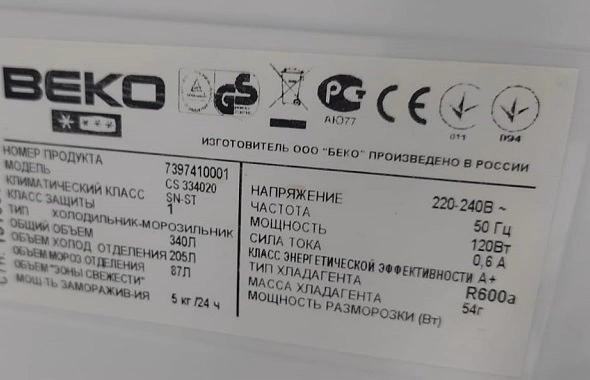 BEKO
GS
PG
CE
АЮ77
011
094
ИЗГОТОВИТЕЛЬ ООО "БЕКО" ПРОИЗВЕДЕНО В РОССИИ
НОМЕР ПРОДУКТА 7397410001
МОДЕЛЬ CS 334020
КЛИМАТИЧЕСКИЙ КЛАСС SN-ST
КЛАСС ЗАЩИТЫ 1
ТИП ХОЛОДИЛЬНИК-МОРОЗИЛЬНИК
ОБЩИЙ ОБЪЕМ 340Л
ОБЪЕМ ХОЛОД ОТДЕЛЕНИЯ 205Л
ОБЪЕМ МОРОЗ ОТДЕЛЕНИЯ 87Л
ОБЪЕМ "ЗОНЫ СВЕЖЕСТИ"
МОЩ-ТЬ ЗАМОРАЖИВ-ИЯ 5 кг/24 ч
НАПРЯЖЕНИЕ 220-240В ~
ЧАСТОТА 50 Гц
МОЩНОСТЬ 120Вт
СИЛА ТОКА 0,6 А
КЛАСС ЭНЕРГЕТИЧЕСКОЙ ЭФФЕКТИВНОСТИ А+
ТИП ХЛАДАГЕНТА R600a
МАССА ХЛАДАГЕНТА 54г
МОЩНОСТЬ РАЗМОРОЗКИ (Вт)